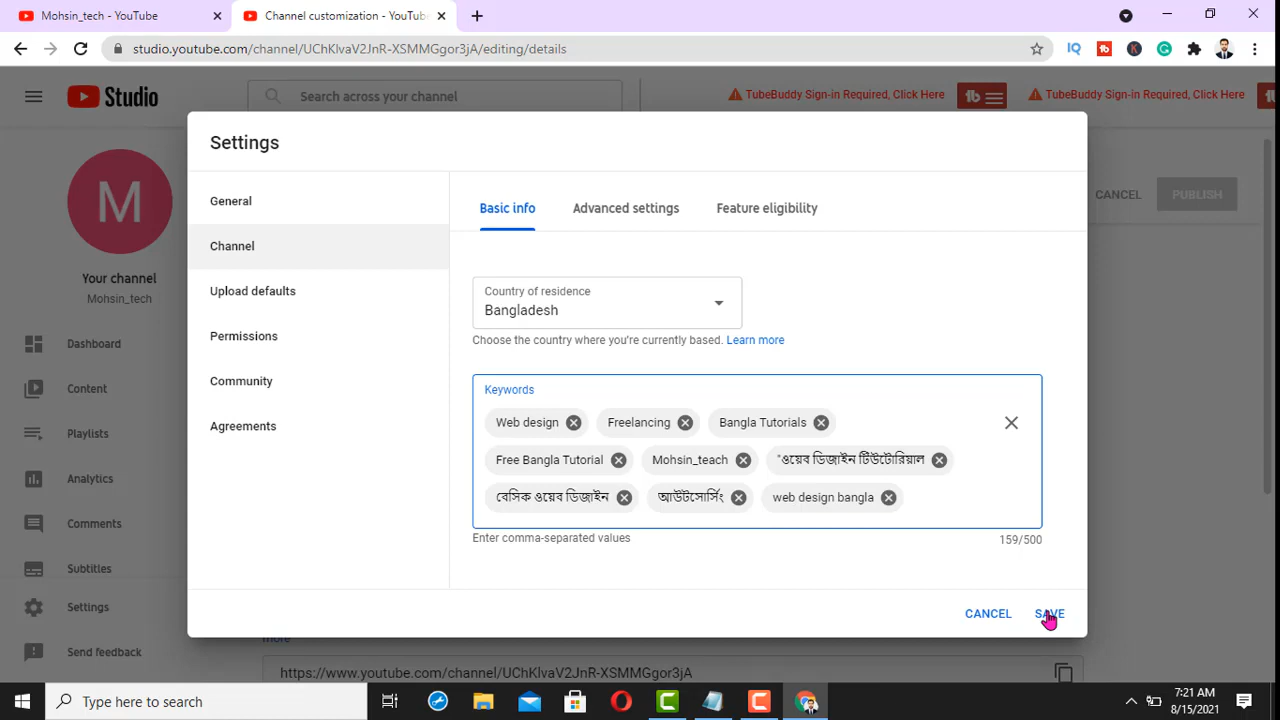 Mohsin_tech - YouTube
Channel customization - YouTube
studio.youtube.com/channel/UChKlvaV2JnR-XSMMGgor3jA/editing/details
IQ
tb
K
G
Studio
Search across your channel
TubeBuddy Sign-in Required, Click Here
tb
TubeBuddy Sign-in Required, Click Here
Settings
CANCEL
PUBLISH
M
Your channel
Mohsin_tech
Dashboard
Content
Playlists
Analytics
Comments
Subtitles
Settings
Send feedback
General
Channel
Upload defaults
Permissions
Community
Agreements
Basic info
Advanced settings
Feature eligibility
Country of residence
Bangladesh
Choose the country where you're currently based. Learn more
Keywords
Web design
Freelancing
Bangla Tutorials
Free Bangla Tutorial
Mohsin_teach
"ওয়েব ডিজাইন টিউটোরিয়াল
বেসিক ওয়েব ডিজাইন
আউটসোর্সিং
web design bangla
Enter comma-separated values
159/500
CANCEL
SAVE
more
https://www.youtube.com/channel/UChKlvaV2JnR-XSMMGgor3jA
Type here to search
7:21 AM
8/15/2021